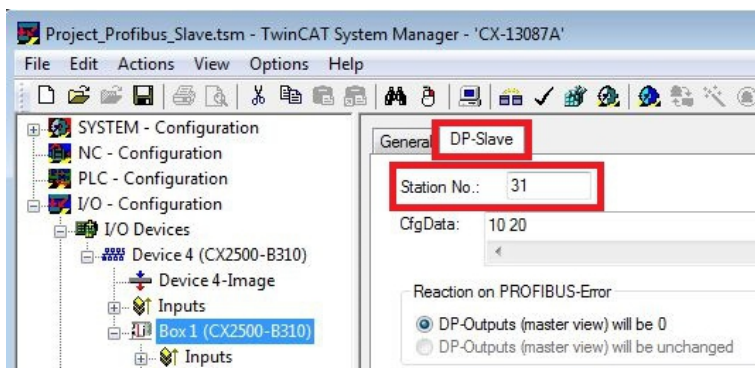 Project_Profibus_Slave.tsm - TwinCAT System Manager - 'CX-13087A'
File Edit Actions View Options Help
SYSTEM - Configuration
NC - Configuration
PLC - Configuration
I/O - Configuration
I/O Devices
Device 4 (CX2500-B310)
Device 4-Image
Inputs
Box 1 (CX2500-B310)
Inputs
General DP-Slave
Station No.: 31
CfgData: 10 20
Reaction on PROFIBUS-Error
DP-Outputs (master view) will be 0
DP-Outputs (master view) will be unchanged